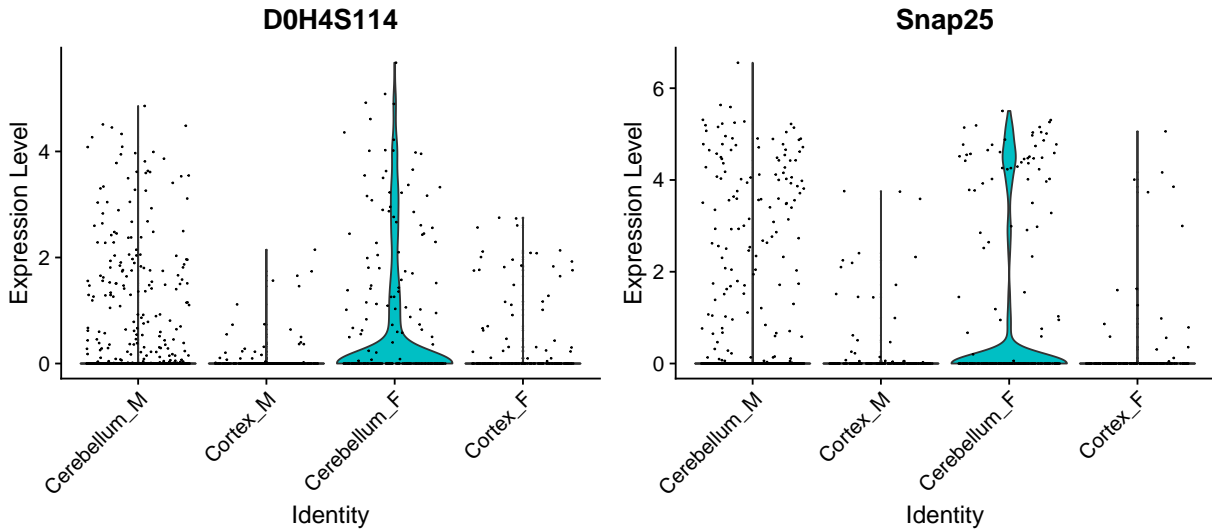 D0H4S114
Expression Level
4
2
0
Cerebellum_M
Cortex_M
Cerebellum_F
Cortex_F
Identity
Snap25
Expression Level
6
4
2
0
Cerebellum_M
Cortex_M
Cerebellum_F
Cortex_F
Identity